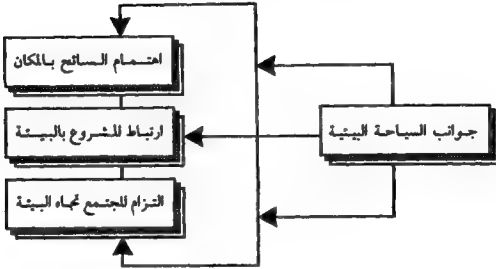 اهتمام السائح بالمكان
ارتباط المشروع بالبيئة
جوانب السياحة البيئية
التزام المجتمع تجاه البيئة